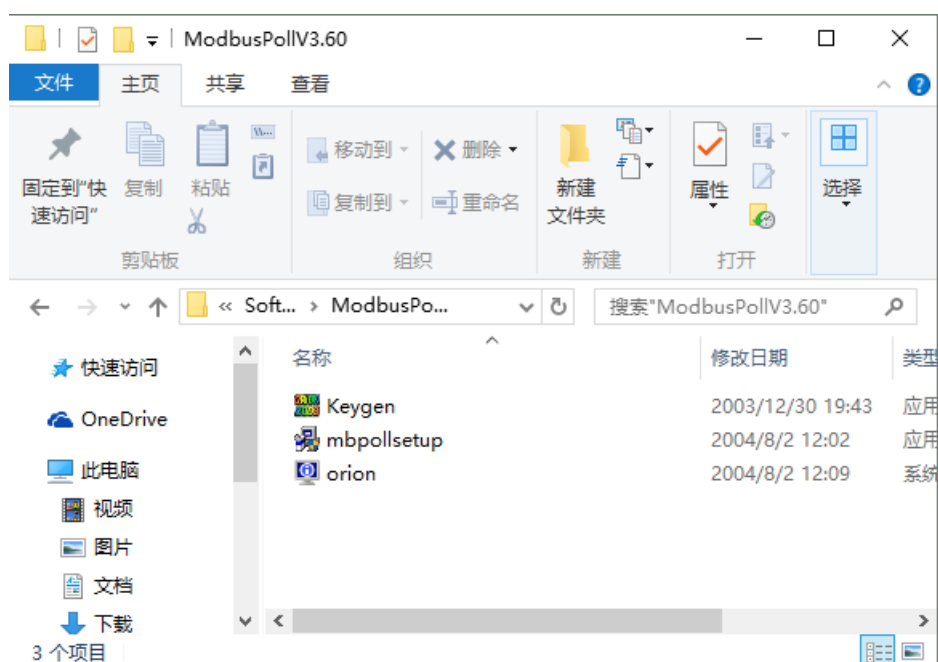 ModbusPollV3.60
文件 主页 共享 查看
固定到"快速访问"
复制
粘贴
移动到
复制到
删除
重命名
新建
文件夹
属性
选择
剪贴板 组织 新建 打开
« Soft... › ModbusPo...
搜索"ModbusPollV3.60"
快速访问
OneDrive
此电脑
视频
图片
文档
下载
名称 修改日期 类型
Keygen 2003/12/30 19:43 应用
mbpollsetup 2004/8/2 12:02 应用
orion 2004/8/2 12:09 系统
3 个项目